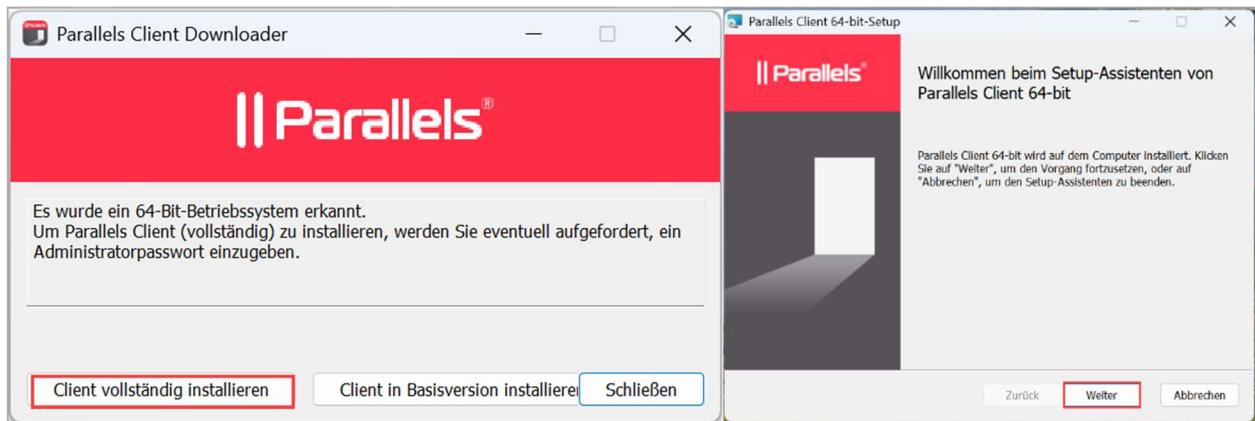 Parallels Client Downloader
|| Parallels®
Es wurde ein 64-Bit-Betriebssystem erkannt.
Um Parallels Client (vollständig) zu installieren, werden Sie eventuell aufgefordert, ein
Administratorpasswort einzugeben.
Client vollständig installieren
Client in Basisversion installieren
Schließen
Parallels Client 64-bit-Setup
|| Parallels®
Willkommen beim Setup-Assistenten von
Parallels Client 64-bit
Parallels Client 64-bit wird auf dem Computer installiert. Klicken
Sie auf "Weiter", um den Vorgang fortzusetzen, oder auf
"Abbrechen", um den Setup-Assistenten zu beenden.
Zurück
Weiter
Abbrechen